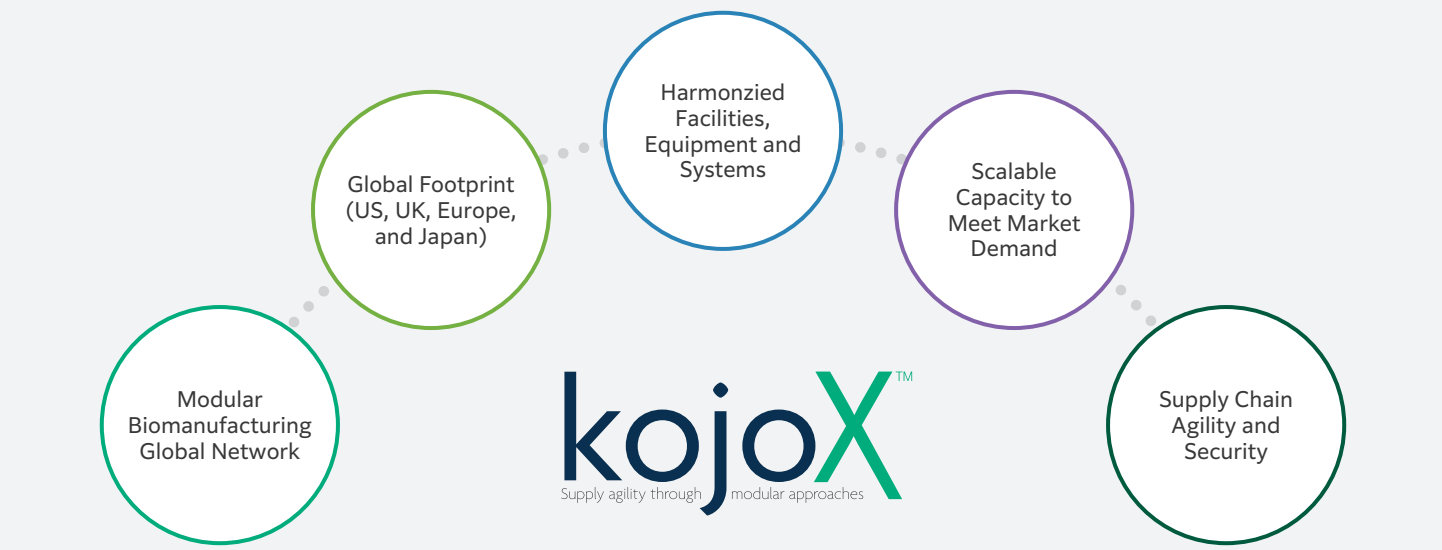 Modular
Biomanufacturing
Global Network
Global Footprint
(US, UK, Europe,
and Japan)
Harmonzied
Facilities,
Equipment and
Systems
Scalable
Capacity to
Meet Market
Demand
Supply Chain
Agility and
Security
kojoX™
Supply agility through modular approaches